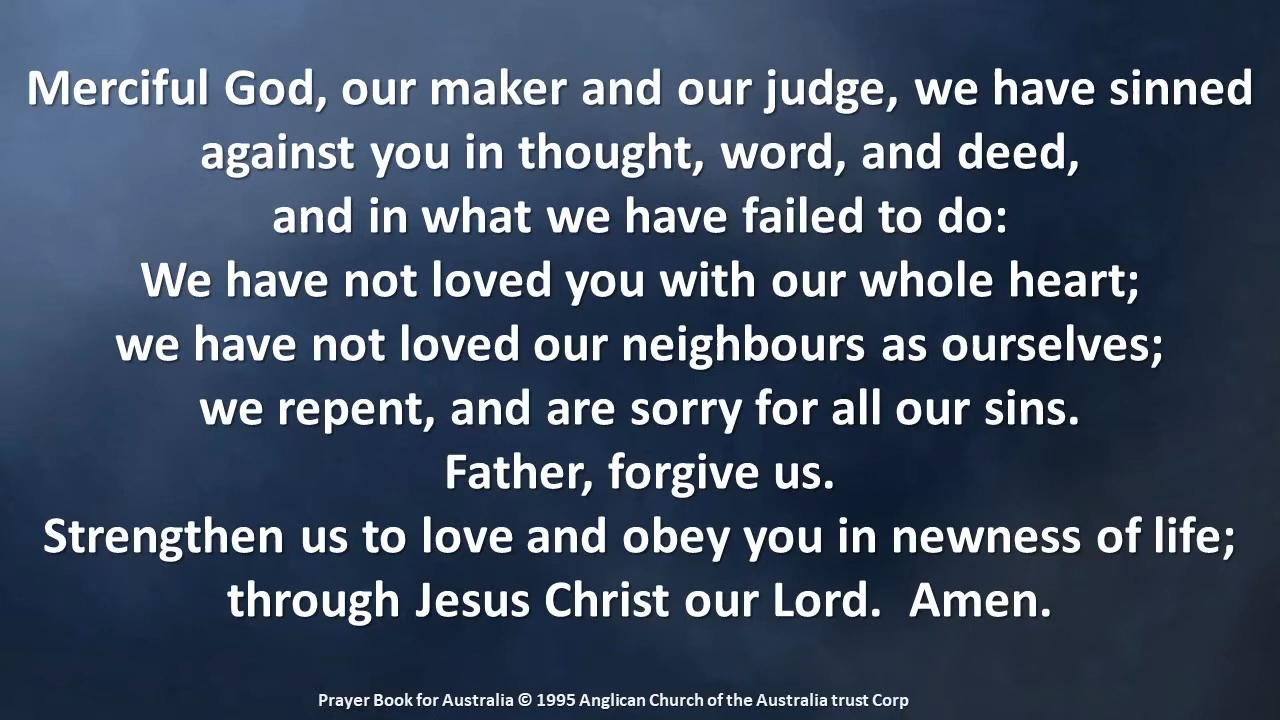 Merciful God, our maker and our judge, we have sinned
against you in thought, word, and deed,
and in what we have failed to do:
We have not loved you with our whole heart;
we have not loved our neighbours as ourselves;
we repent, and are sorry for all our sins.
Father, forgive us.
Strengthen us to love and obey you in newness of life;
through Jesus Christ our Lord.  Amen.
Prayer Book for Australia © 1995 Anglican Church of the Australia trust Corp